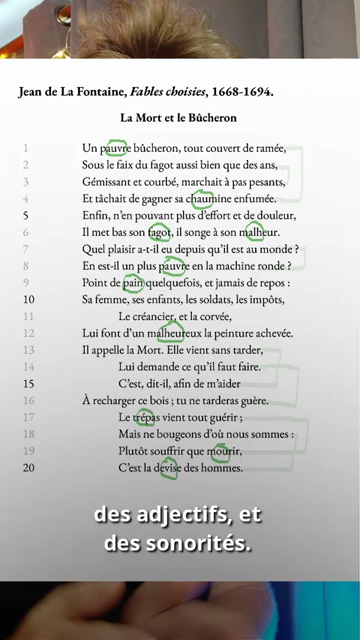 Jean de La Fontaine, Fables choisies, 1668-1694.
La Mort et le Bûcheron
1 Un pauvre bûcheron, tout couvert de ramée,
2 Sous le faix du fagot aussi bien que des ans,
3 Gémissant et courbé, marchait à pas pesants,
4 Et tâchait de gagner sa chaumine enfumée.
5 Enfin, n'en pouvant plus d'effort et de douleur,
6 Il met bas son fagot, il songe à son malheur.
7 Quel plaisir a-t-il eu depuis qu'il est au monde ?
8 En est-il un plus pauvre en la machine ronde ?
9 Point de pain quelquefois, et jamais de repos :
10 Sa femme, ses enfants, les soldats, les impôts,
11 Le créancier, et la corvée,
12 Lui font d'un malheureux la peinture achevée.
13 Il appelle la Mort. Elle vient sans tarder,
14 Lui demande ce qu'il faut faire.
15 C'est, dit-il, afin de m'aider
16 À recharger ce bois ; tu ne tarderas guère.
17 Le trépas vient tout guérir ;
18 Mais ne bougeons d'où nous sommes :
19 Plutôt souffrir que mourir,
20 C'est la devise des hommes.
des adjectifs, et
des sonorités.